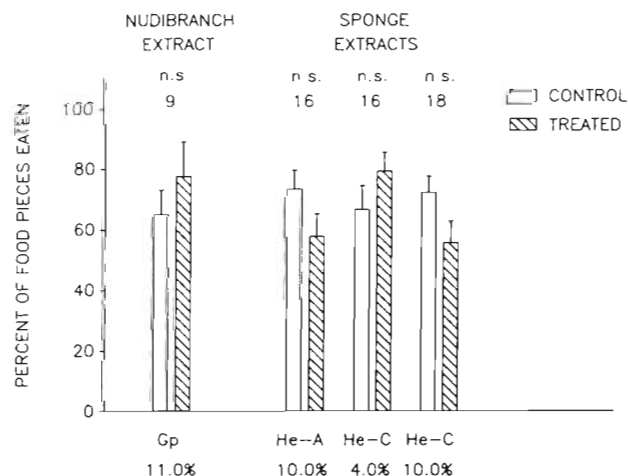 NUDIBRANCH SPONGE
EXTRACT EXTRACTS
n.s n s. n.s. n s.
9 16 16 18
CONTROL
TREATED
PERCENT OF FOOD PIECES EATEN
100
80
60
40
20
0
Gp He-A He-C He-C
11.0% 10.0% 4.0% 10.0%